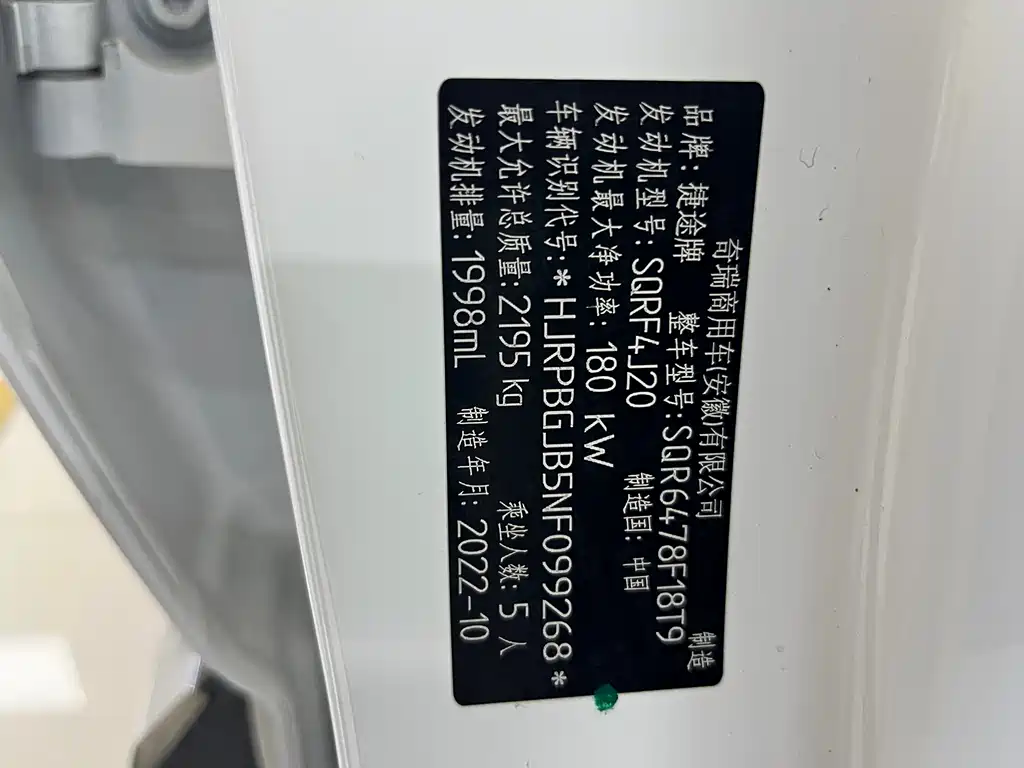 奇瑞商用车(安徽)有限公司 制造
品牌：捷途牌 整车型号：SQR6478F18T9
发动机型号：SQRF4J20 制造国：中国
发动机最大净功率：180 kW
车辆识别代号：*HJRPBGJB5NF099268*
最大允许总质量：2195 kg 乘坐人数：5 人
发动机排量：1998mL 制造年月：2022-10